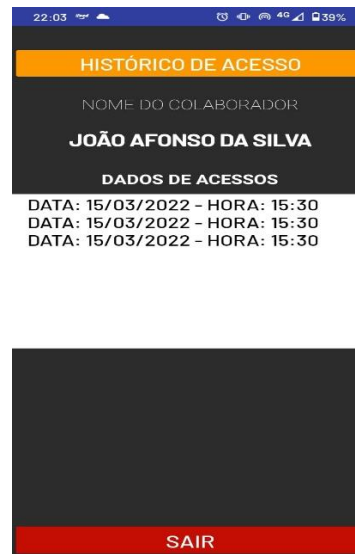 22:03 4G 39%
HISTÓRICO DE ACESSO
NOME DO COLABORADOR
JOÃO AFONSO DA SILVA
DADOS DE ACESSOS
DATA: 15/03/2022 - HORA: 15:30
DATA: 15/03/2022 - HORA: 15:30
DATA: 15/03/2022 - HORA: 15:30
SAIR